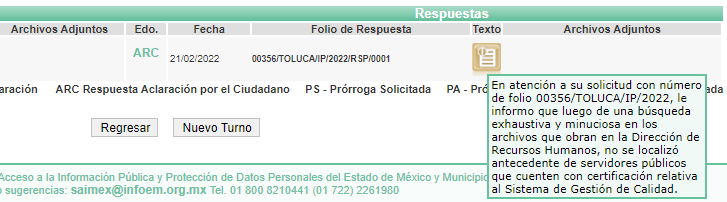 Respuestas
Archivos Adjuntos Edo. Fecha Folio de Respuesta Texto Archivos Adjuntos
ARC 21/02/2022 00356/TOLUCA/IP/2022/RSP/0001
ARC Respuesta Aclaración por el Ciudadano PS - Prórroga Solicitada PA -
En atención a su solicitud con número
de folio 00356/TOLUCA/IP/2022, le
informo que luego de una búsqueda
exhaustiva y minuciosa en los
archivos que obran en la Dirección de
Recursos Humanos, no se localizó
antecedente de servidores públicos
que cuenten con certificación relativa
al Sistema de Gestión de Calidad.
Regresar Nuevo Turno
Acceso a la Información Pública y Protección de Datos Personales del Estado de México y Municipio
o sugerencias: saimex@infoem.org.mx Tel. 01 800 8210441 (01 722) 2261980